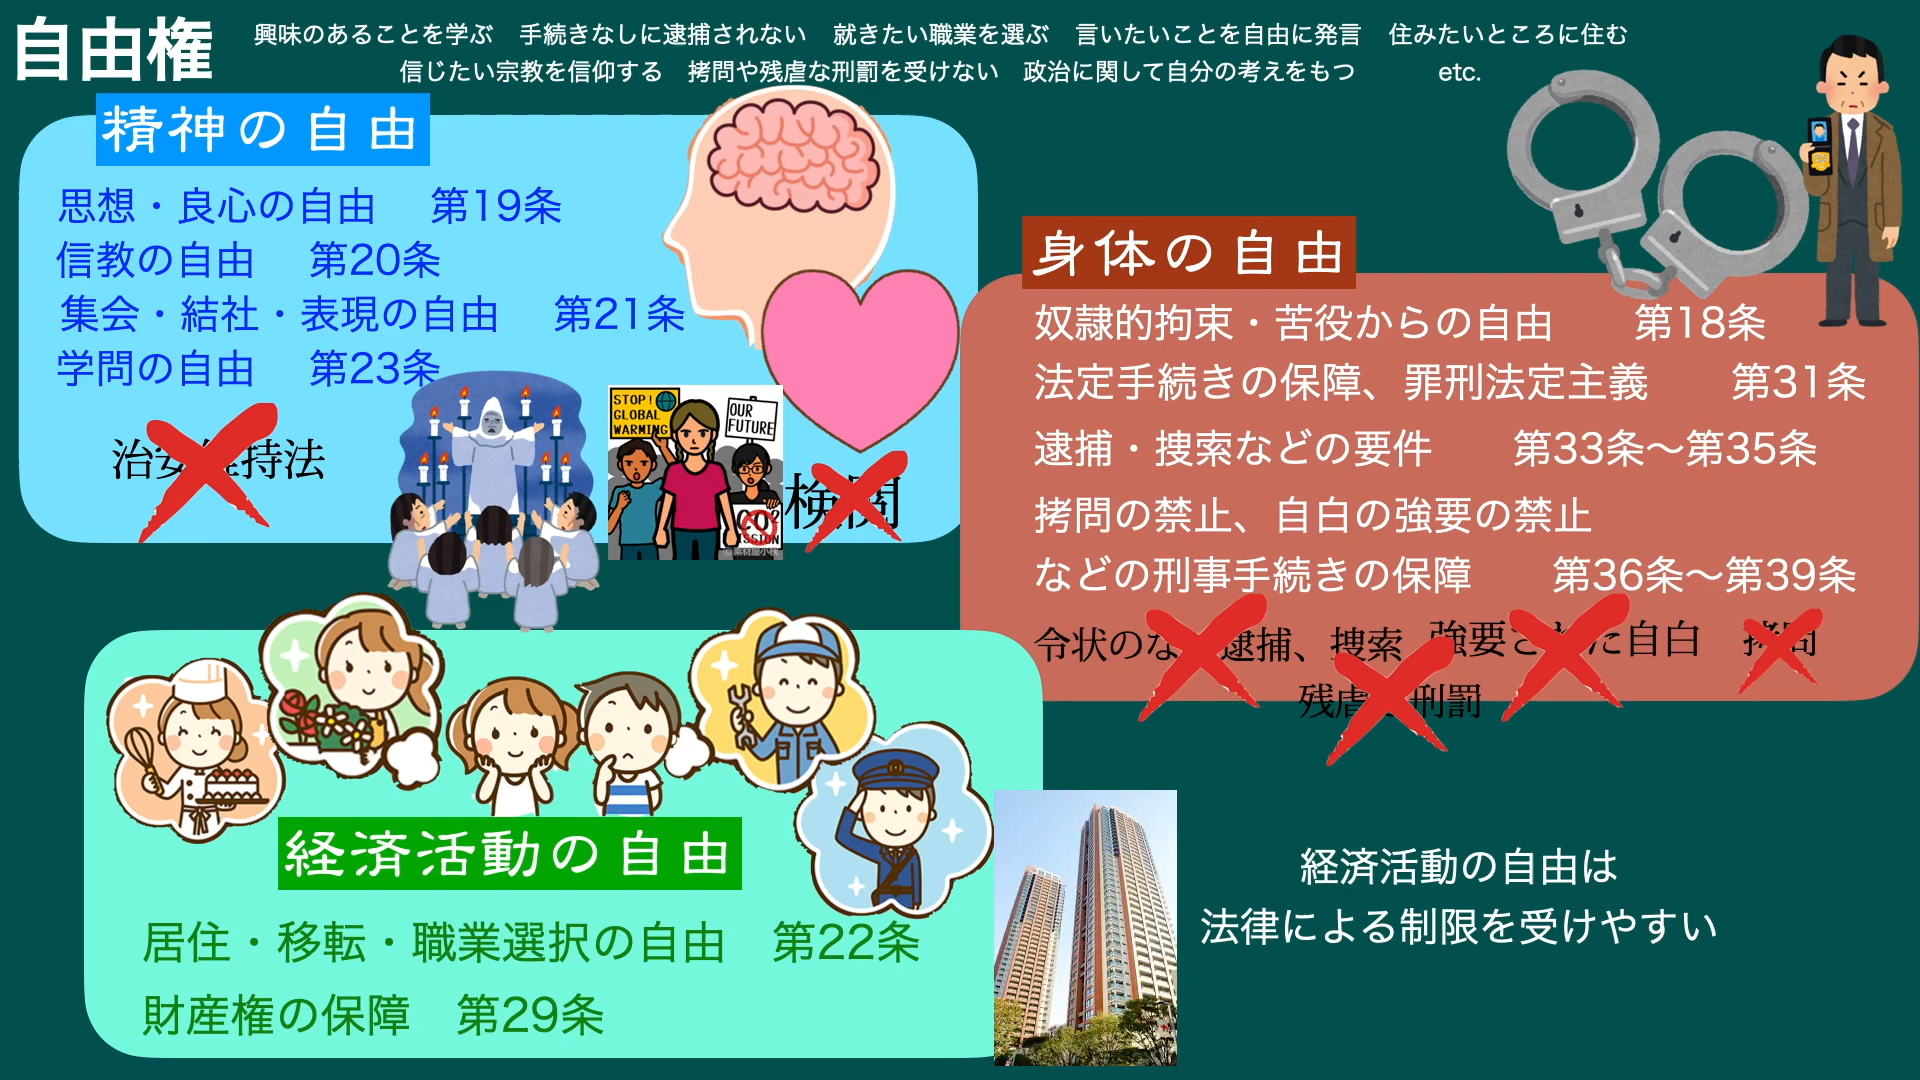 自由権
興味のあることを学ぶ　手続きなしに逮捕されない　就きたい職業を選ぶ　言いたいことを自由に発言　住みたいところに住む
信じたい宗教を信仰する　拷問や残虐な刑罰を受けない　政治に関して自分の考えをもつ　etc.
精神の自由
思想・良心の自由　第19条
信教の自由　第20条
集会・結社・表現の自由　第21条
学問の自由　第23条
治安維持法
STOP!
GLOBAL
WARMING
OUR
FUTURE
CO2
検閲
身体の自由
奴隷的拘束・苦役からの自由　第18条
法定手続きの保障、罪刑法定主義　第31条
逮捕・捜索などの要件　第33条〜第35条
拷問の禁止、自白の強要の禁止
などの刑事手続きの保障　第36条〜第39条
令状のない逮捕、捜索　強要された自白　拷問
残虐な刑罰
経済活動の自由
居住・移転・職業選択の自由　第22条
財産権の保障　第29条
経済活動の自由は
法律による制限を受けやすい